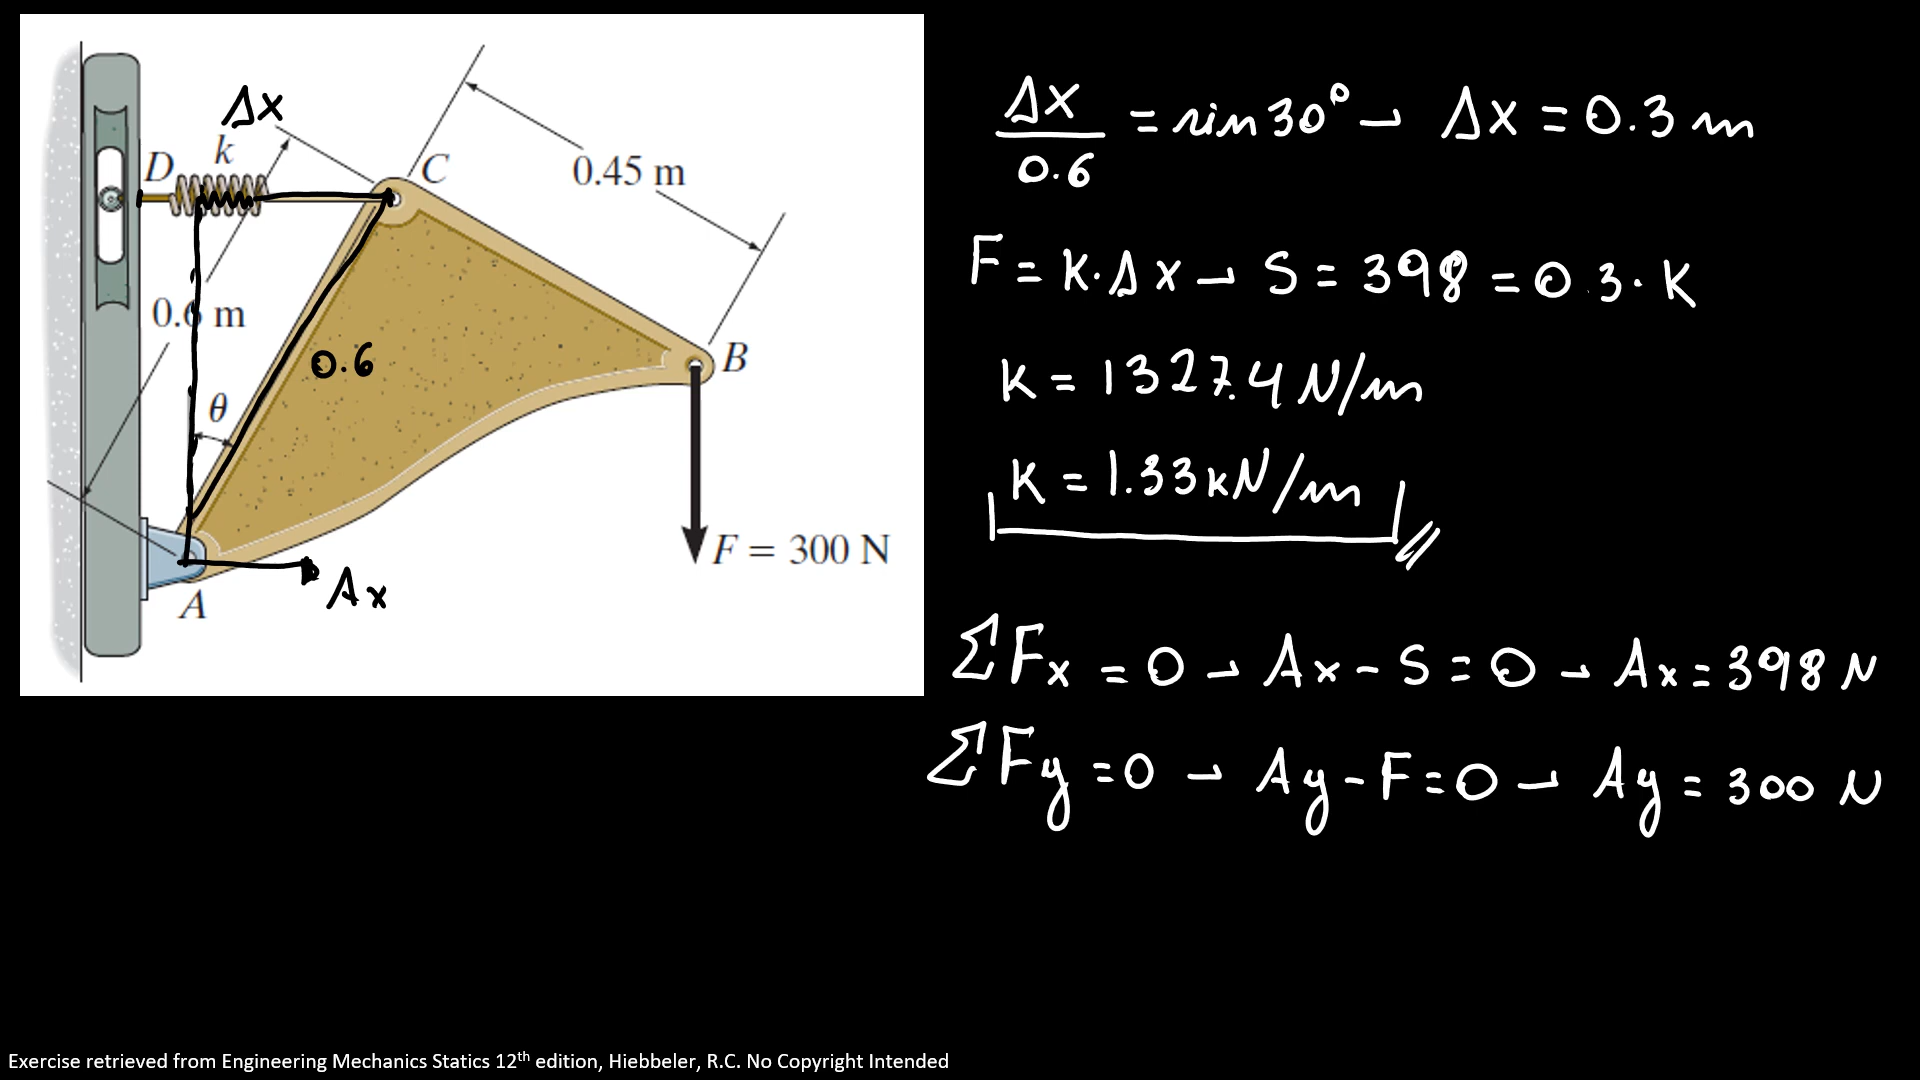 Δx
k
D
C
0.45 m
0.6 m
0.6
θ
B
F = 300 N
Ax
A
Δx/0.6 = sin 30° → Δx = 0.3 m
F = K·Δx → S = 398 = 0.3·K
K = 1327.4 N/m
K = 1.33 kN/m
ΣFx = 0 → Ax - S = 0 → Ax = 398 N
ΣFy = 0 → Ay - F = 0 → Ay = 300 N
Exercise retrieved from Engineering Mechanics Statics 12th edition, Hiebbeler, R.C. No Copyright Intended